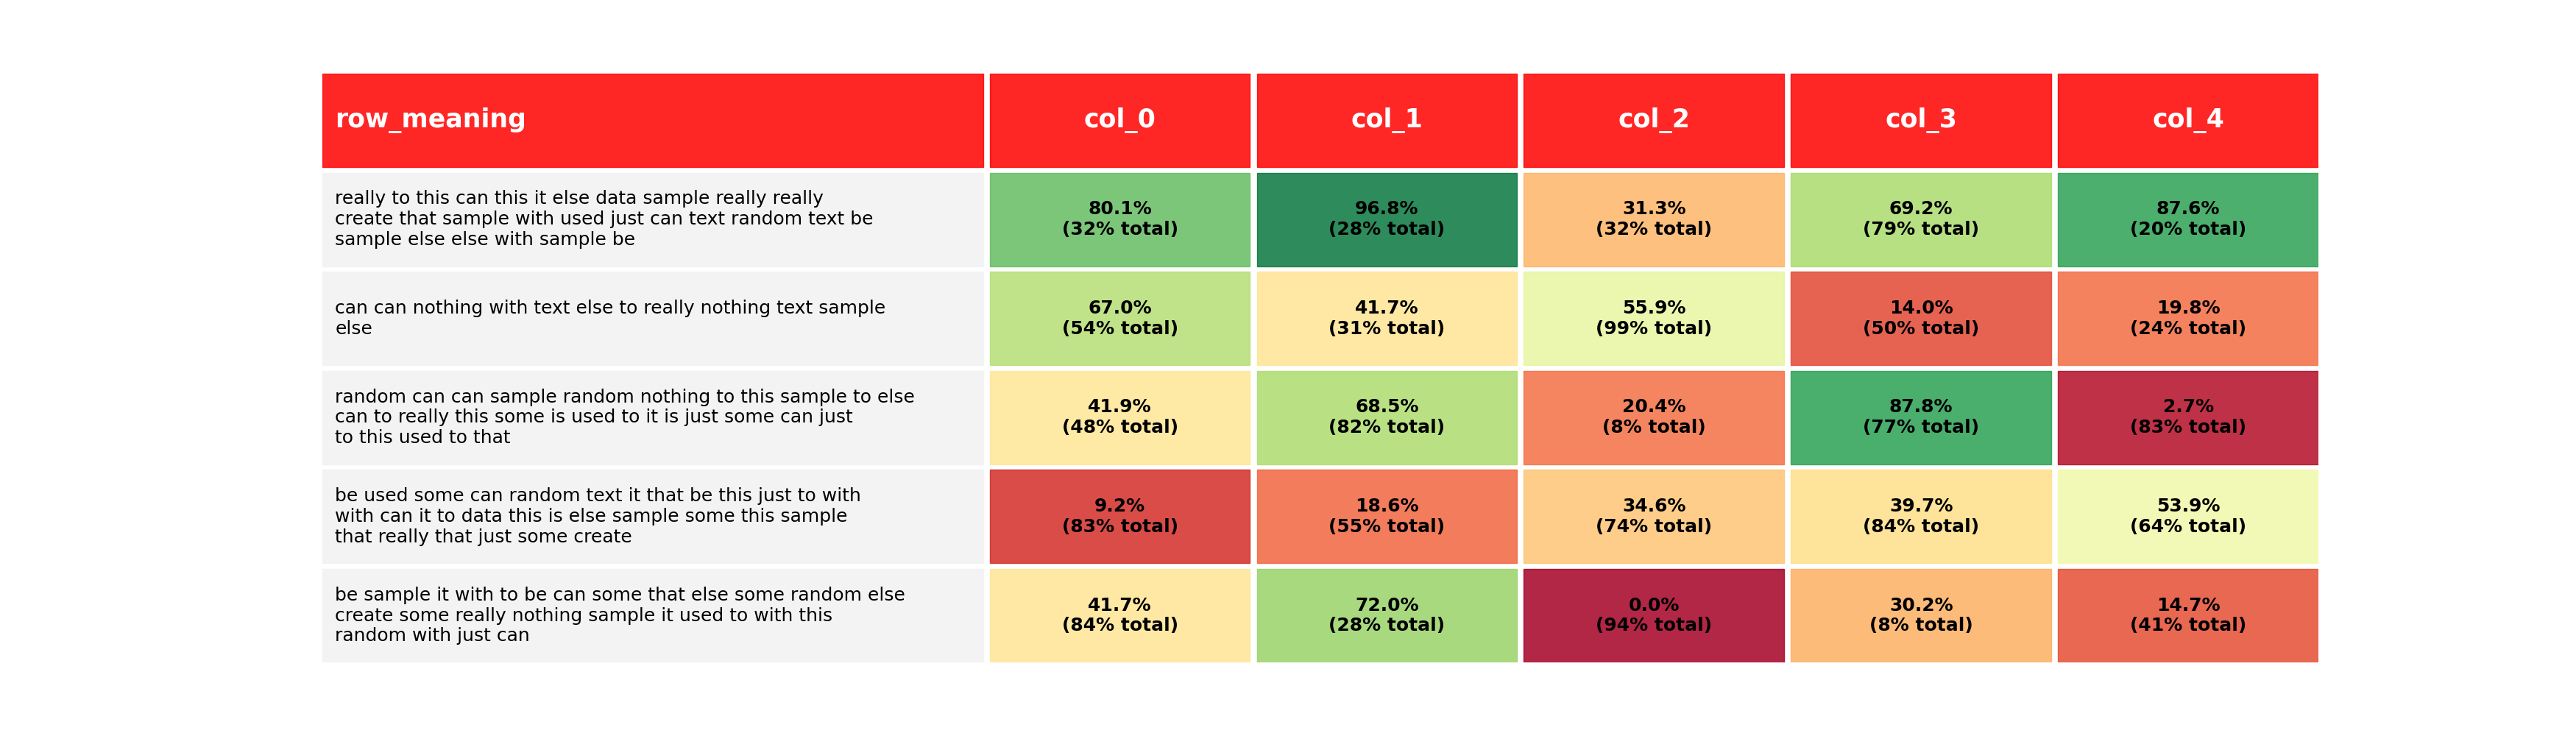 row_meaning col_0 col_1 col_2 col_3 col_4
really to this can this it else data sample really really
create that sample with used just can text random text be
sample else else with sample be
80.1%
(32% total)
96.8%
(28% total)
31.3%
(32% total)
69.2%
(79% total)
87.6%
(20% total)
can can nothing with text else to really nothing text sample
else
67.0%
(54% total)
41.7%
(31% total)
55.9%
(99% total)
14.0%
(50% total)
19.8%
(24% total)
random can can sample random nothing to this sample to else
can to really this some is used to it is just some can just
to this used to that
41.9%
(48% total)
68.5%
(82% total)
20.4%
(8% total)
87.8%
(77% total)
2.7%
(83% total)
be used some can random text it that be this just to with
with can it to data this is else sample some this sample
that really that just some create
9.2%
(83% total)
18.6%
(55% total)
34.6%
(74% total)
39.7%
(84% total)
53.9%
(64% total)
be sample it with to be can some that else some random else
create some really nothing sample it used to with this
random with just can
41.7%
(84% total)
72.0%
(28% total)
0.0%
(94% total)
30.2%
(8% total)
14.7%
(41% total)